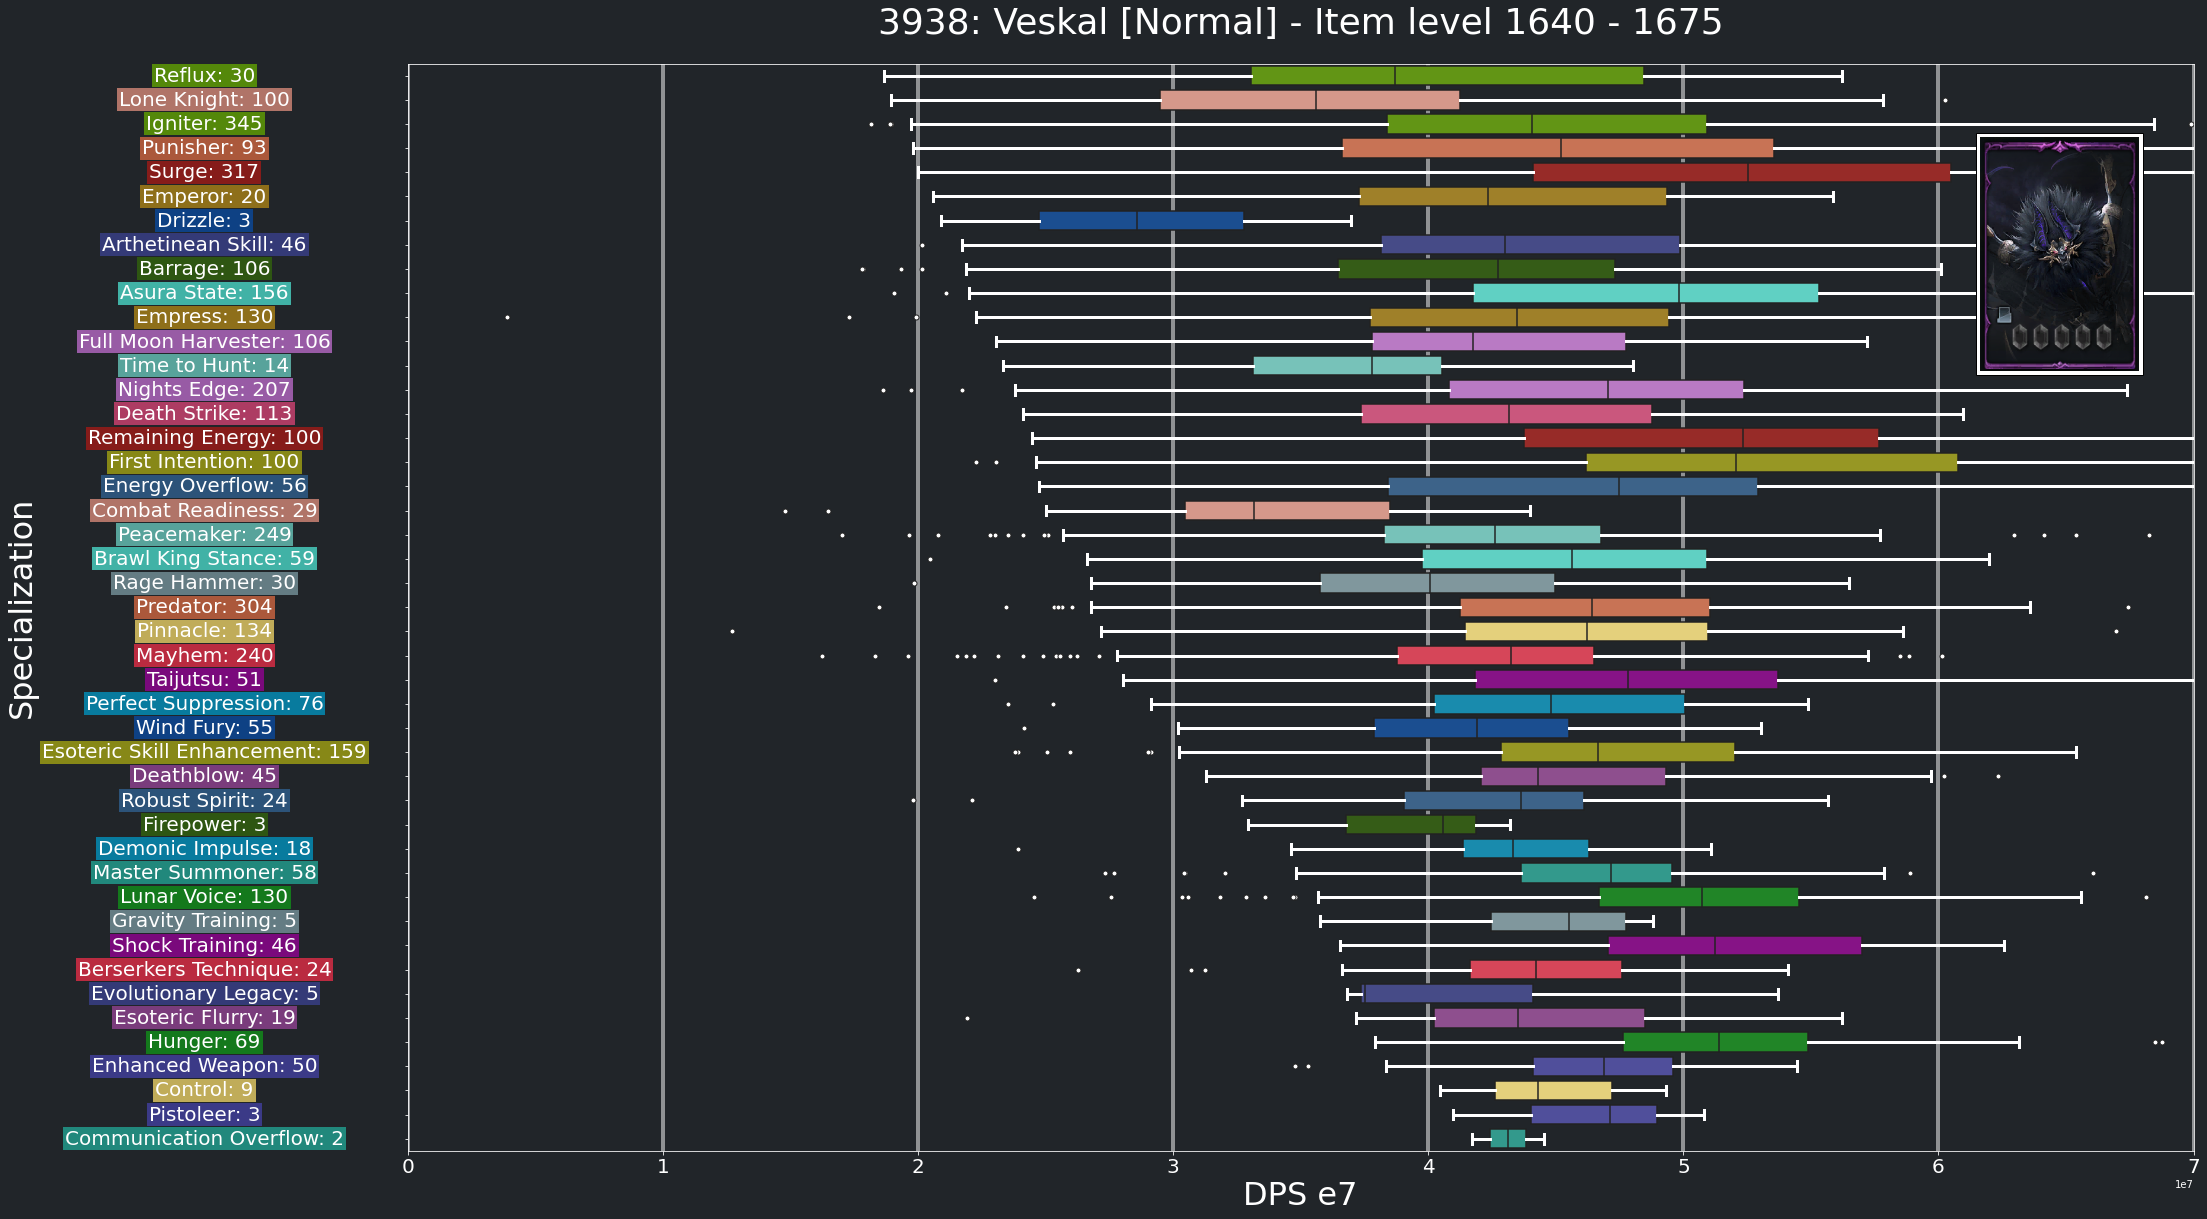 3938: Veskal [Normal] - Item level 1640 - 1675
Reflux: 30
Lone Knight: 100
Igniter: 345
Punisher: 93
Surge: 317
Emperor: 20
Drizzle: 3
Arthetinean Skill: 46
Barrage: 106
Asura State: 156
Empress: 130
Full Moon Harvester: 106
Time to Hunt: 14
Nights Edge: 207
Death Strike: 113
Remaining Energy: 100
First Intention: 100
Energy Overflow: 56
Combat Readiness: 29
Peacemaker: 249
Brawl King Stance: 59
Rage Hammer: 30
Predator: 304
Pinnacle: 134
Mayhem: 240
Taijutsu: 51
Perfect Suppression: 76
Wind Fury: 55
Esoteric Skill Enhancement: 159
Deathblow: 45
Robust Spirit: 24
Firepower: 3
Demonic Impulse: 18
Master Summoner: 58
Lunar Voice: 130
Gravity Training: 5
Shock Training: 46
Berserkers Technique: 24
Evolutionary Legacy: 5
Esoteric Flurry: 19
Hunger: 69
Enhanced Weapon: 50
Control: 9
Pistoleer: 3
Communication Overflow: 2
Specialization
0 1 2 3 4 5 6 7
DPS e7
1e7